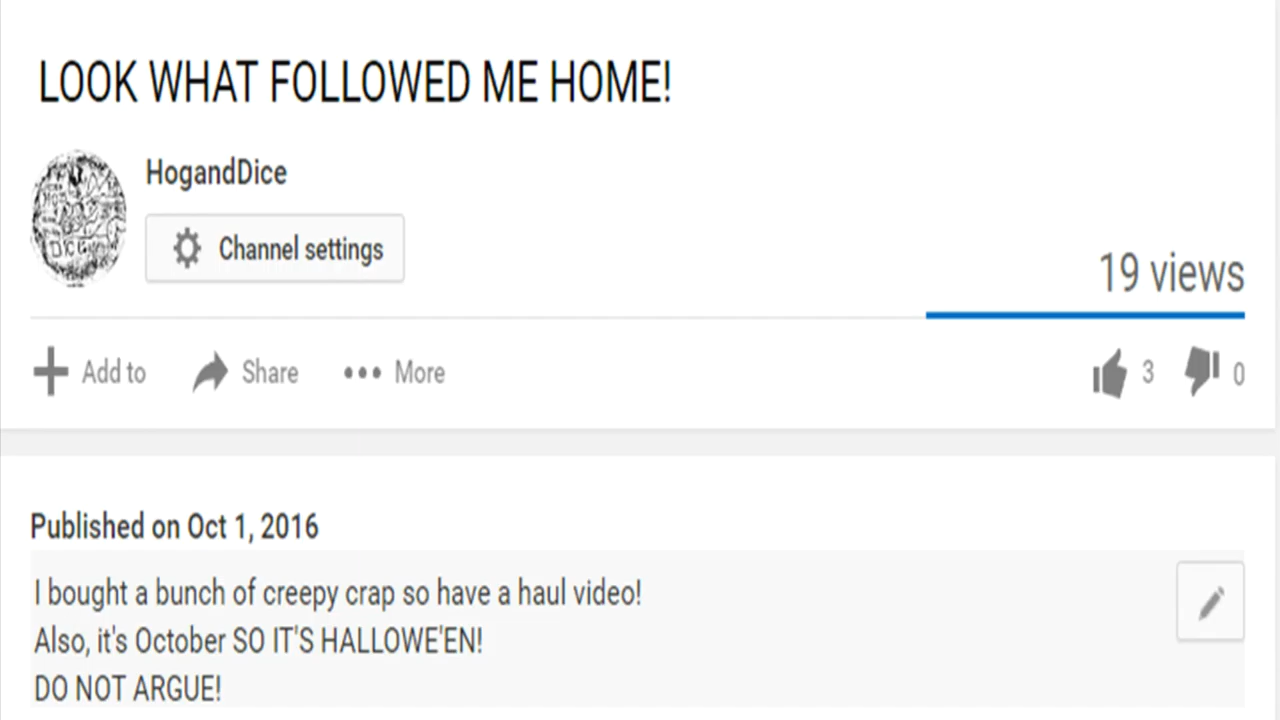 LOOK WHAT FOLLOWED ME HOME!
HogandDice
Channel settings
19 views
Add to Share More 3 0
Published on Oct 1, 2016
I bought a bunch of creepy crap so have a haul video!
Also, it's October SO IT'S HALLOWE'EN!
DO NOT ARGUE!